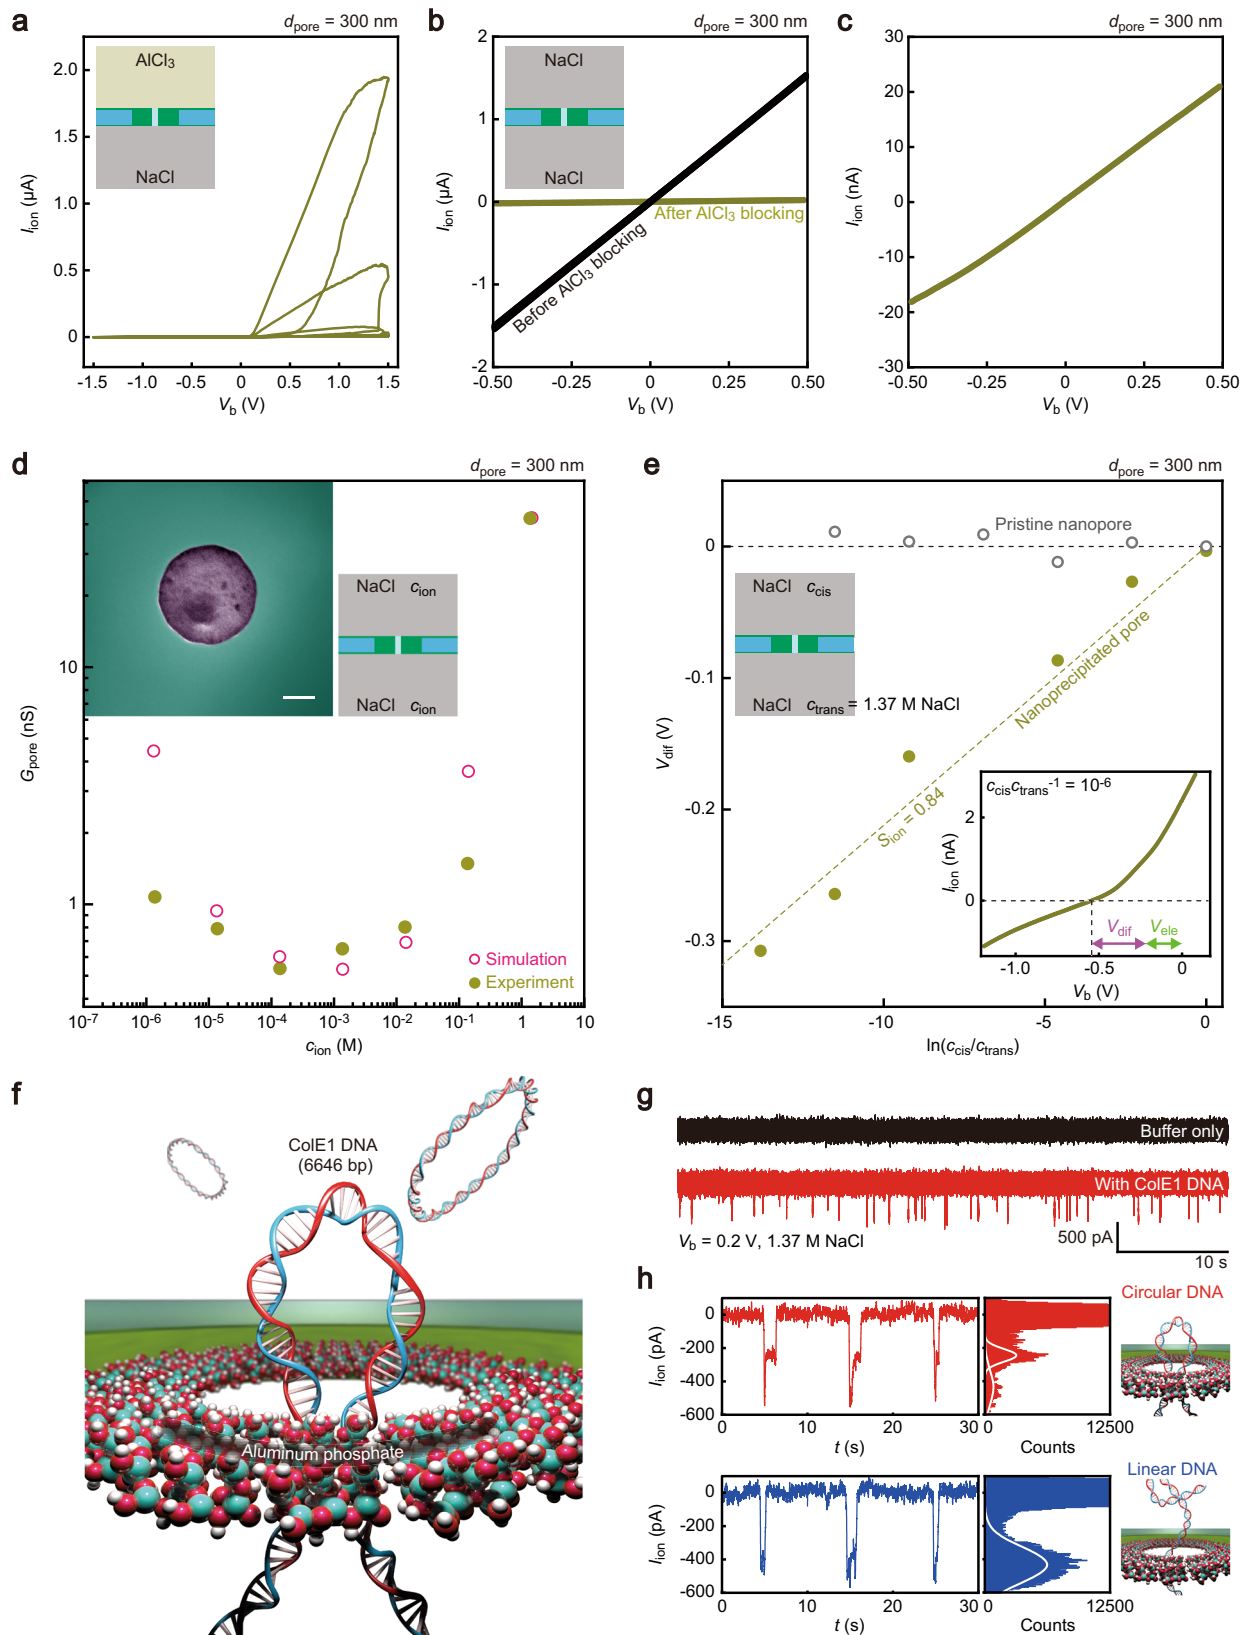 a
d_pore = 300 nm
AlCl₃
NaCl
2.0
1.5
1.0
0.5
0
I_ion (µA)
-1.5 -1.0 -0.5 0 0.5 1.0 1.5
V_b (V)
b
d_pore = 300 nm
NaCl
NaCl
2
1
0
-1
-2
I_ion (µA)
After AlCl₃ blocking
Before AlCl₃ blocking
-0.50 -0.25 0 0.25 0.50
V_b (V)
c
d_pore = 300 nm
30
20
10
0
-10
-20
-30
I_ion (nA)
-0.50 -0.25 0 0.25 0.50
V_b (V)
d
d_pore = 300 nm
NaCl c_ion
NaCl c_ion
10
1
G_pore (nS)
Simulation
Experiment
10⁻⁷ 10⁻⁶ 10⁻⁵ 10⁻⁴ 10⁻³ 10⁻² 10⁻¹ 1 10
c_ion (M)
e
d_pore = 300 nm
Pristine nanopore
NaCl c_cis
NaCl c_trans = 1.37 M NaCl
0
-0.1
-0.2
-0.3
V_dif (V)
Nanoprecipitated pore
S_ion = 0.84
c_cis c_trans⁻¹ = 10⁻⁶
2
0
I_ion (nA)
V_dif V_ele
-1.0 -0.5 0
V_b (V)
-15 -10 -5 0
ln(c_cis/c_trans)
f
ColE1 DNA
(6646 bp)
Aluminum phosphate
g
Buffer only
With ColE1 DNA
V_b = 0.2 V, 1.37 M NaCl
500 pA
10 s
h
Circular DNA
0
-200
-400
-600
I_ion (pA)
0 10 20 30
t (s)
0 12500
Counts
Linear DNA
0
-200
-400
-600
I_ion (pA)
0 10 20 30
t (s)
0 12500
Counts